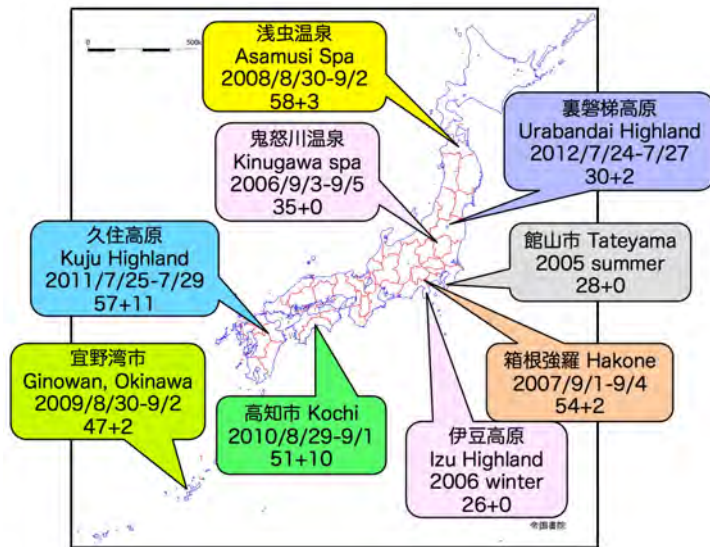 0
500k
浅虫温泉
Asamusi Spa
2008/8/30-9/2
58+3
裏磐梯高原
Urabandai Highland
2012/7/24-7/27
30+2
鬼怒川温泉
Kinugawa spa
2006/9/3-9/5
35+0
久住高原
Kuju Highland
2011/7/25-7/29
57+11
館山市 Tateyama
2005 summer
28+0
宜野湾市
Ginowan, Okinawa
2009/8/30-9/2
47+2
高知市 Kochi
2010/8/29-9/1
51+10
箱根強羅 Hakone
2007/9/1-9/4
54+2
伊豆高原
Izu Highland
2006 winter
26+0
帝国書院